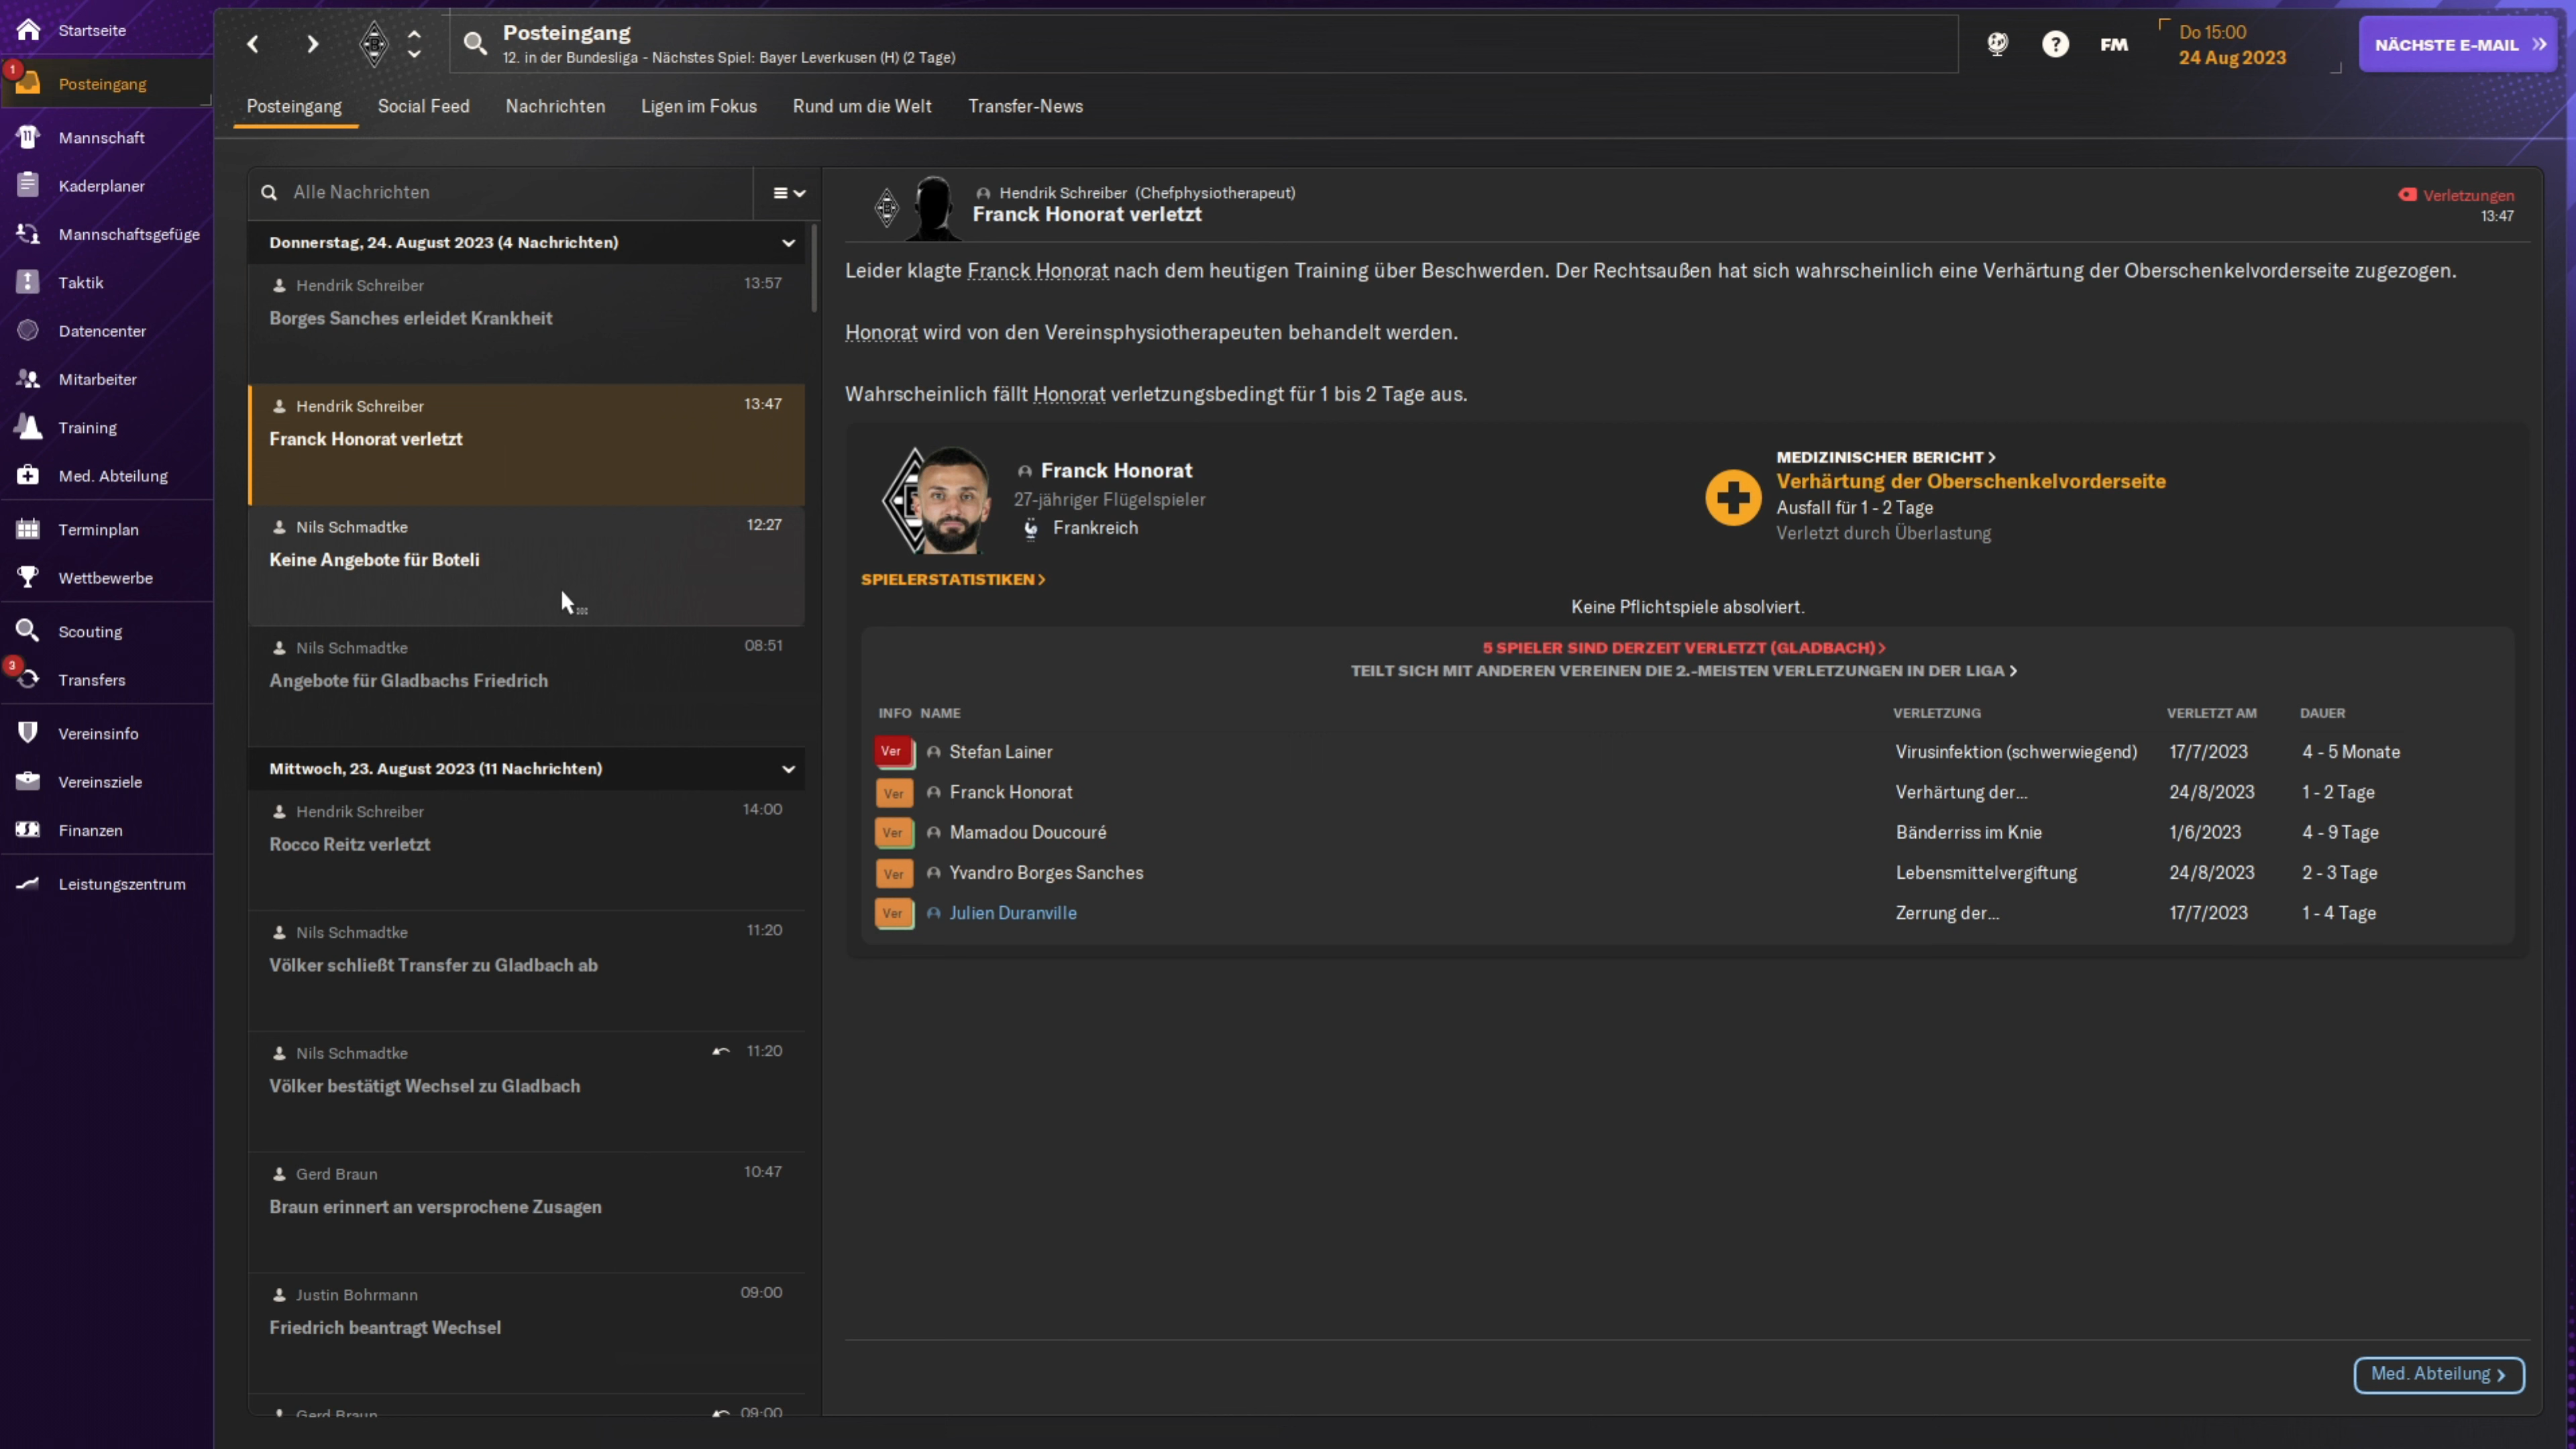 Startseite
1
Posteingang
Mannschaft
Kaderplaner
Mannschaftsgefüge
Taktik
Datencenter
Mitarbeiter
Training
Med. Abteilung
Terminplan
Wettbewerbe
Scouting
3
Transfers
Vereinsinfo
Vereinsziele
Finanzen
Leistungszentrum
Posteingang
12. in der Bundesliga - Nächstes Spiel: Bayer Leverkusen (H) (2 Tage)
FM
Do 15:00
24 Aug 2023
NÄCHSTE E-MAIL
Posteingang Social Feed Nachrichten Ligen im Fokus Rund um die Welt Transfer-News
Alle Nachrichten
Donnerstag, 24. August 2023 (4 Nachrichten)
Hendrik Schreiber 13:57
Borges Sanches erleidet Krankheit
Hendrik Schreiber 13:47
Franck Honorat verletzt
Nils Schmadtke 12:27
Keine Angebote für Boteli
Nils Schmadtke 08:51
Angebote für Gladbachs Friedrich
Mittwoch, 23. August 2023 (11 Nachrichten)
Hendrik Schreiber 14:00
Rocco Reitz verletzt
Nils Schmadtke 11:20
Völker schließt Transfer zu Gladbach ab
Nils Schmadtke 11:20
Völker bestätigt Wechsel zu Gladbach
Gerd Braun 10:47
Braun erinnert an versprochene Zusagen
Justin Bohrmann 09:00
Friedrich beantragt Wechsel
Gerd Braun 09:00
Hendrik Schreiber (Chefphysiotherapeut)
Franck Honorat verletzt
Verletzungen
13:47
Leider klagte Franck Honorat nach dem heutigen Training über Beschwerden. Der Rechtsaußen hat sich wahrscheinlich eine Verhärtung der Oberschenkelvorderseite zugezogen.
Honorat wird von den Vereinsphysiotherapeuten behandelt werden.
Wahrscheinlich fällt Honorat verletzungsbedingt für 1 bis 2 Tage aus.
Franck Honorat
27-jähriger Flügelspieler
Frankreich
MEDIZINISCHER BERICHT
Verhärtung der Oberschenkelvorderseite
Ausfall für 1 - 2 Tage
Verletzt durch Überlastung
SPIELERSTATISTIKEN
Keine Pflichtspiele absolviert.
5 SPIELER SIND DERZEIT VERLETZT (GLADBACH)
TEILT SICH MIT ANDEREN VEREINEN DIE 2.-MEISTEN VERLETZUNGEN IN DER LIGA
INFO NAME VERLETZUNG VERLETZT AM DAUER
Ver Stefan Lainer Virusinfektion (schwerwiegend) 17/7/2023 4 - 5 Monate
Ver Franck Honorat Verhärtung der... 24/8/2023 1 - 2 Tage
Ver Mamadou Doucouré Bänderriss im Knie 1/6/2023 4 - 9 Tage
Ver Yvandro Borges Sanches Lebensmittelvergiftung 24/8/2023 2 - 3 Tage
Ver Julien Duranville Zerrung der... 17/7/2023 1 - 4 Tage
Med. Abteilung